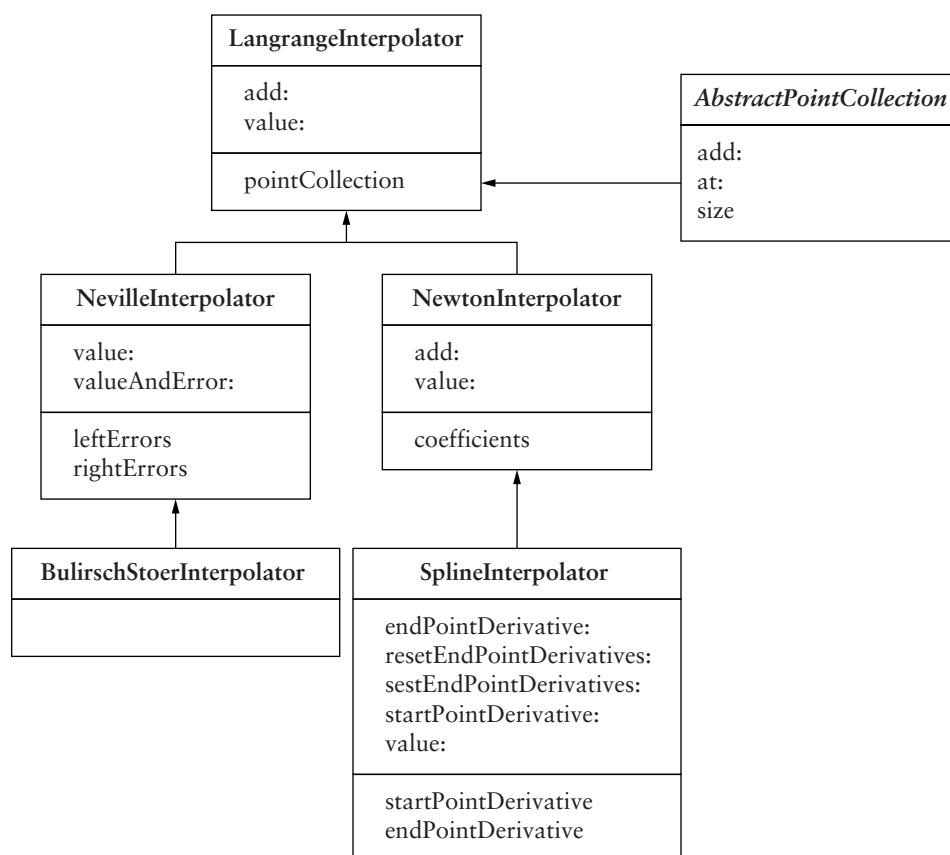 LangrangeInterpolator
add:
value:
pointCollection
AbstractPointCollection
add:
at:
size
NevilleInterpolator
value:
valueAndError:
leftErrors
rightErrors
NewtonInterpolator
add:
value:
coefficients
BulirschStoerInterpolator
SplineInterpolator
endPointDerivative:
resetEndPointDerivatives:
sestEndPointDerivatives:
startPointDerivative:
value:
startPointDerivative
endPointDerivative